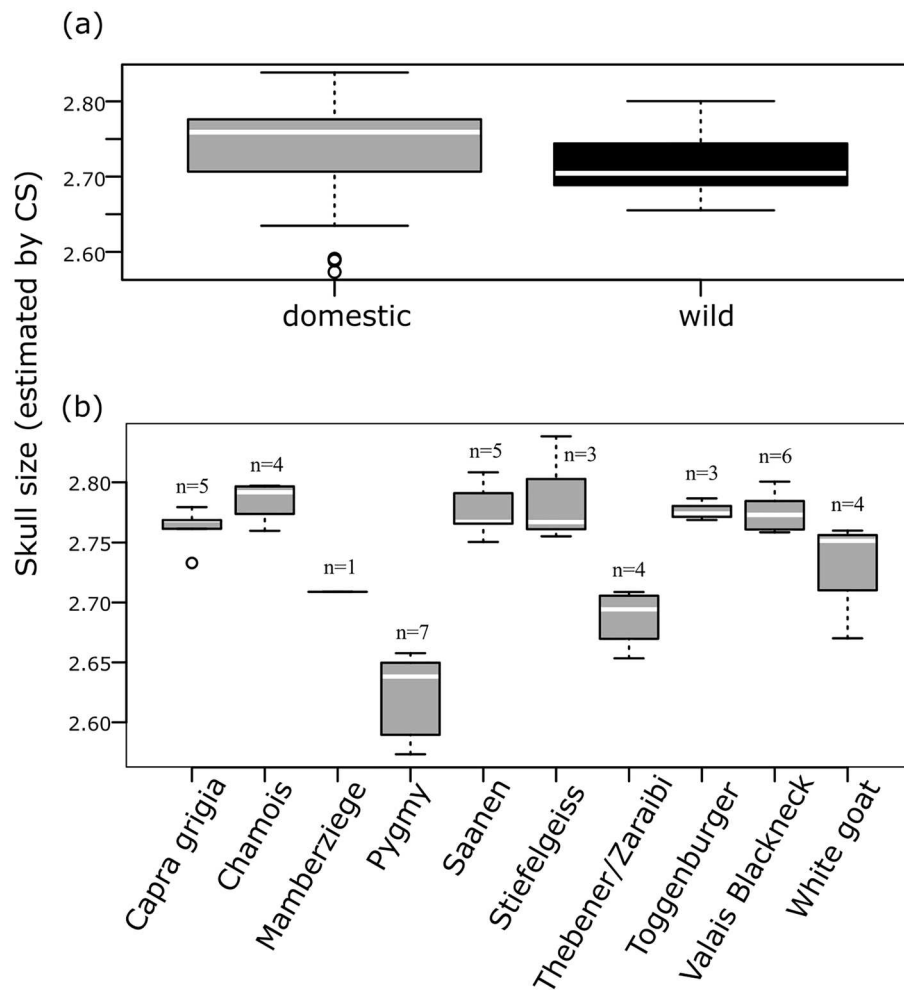 (a)
Skull size (estimated by CS)
2.80
2.70
2.60
domestic
wild
(b)
2.80
2.75
2.70
2.65
2.60
n=5
n=4
n=1
n=7
n=5
n=3
n=4
n=3
n=6
n=4
Capra grigia
Chamois
Mamberziege
Pygmy
Saanen
Stiefelgeiss
Thebener/Zaraibi
Toggenburger
Valais Blackneck
White goat